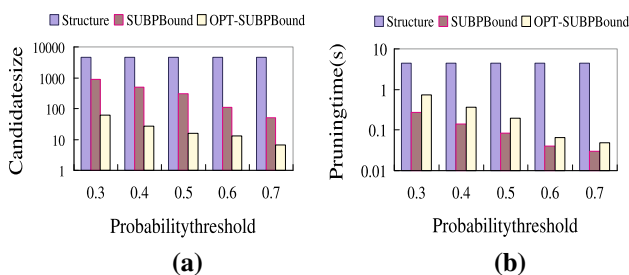 Structure SUBPBound OPT-SUBPBound
Candidatesize
10000
1000
100
10
1
0.3 0.4 0.5 0.6 0.7
Probabilitythreshold
(a)
Structure SUBPBound OPT-SUBPBound
Pruningtime(s)
10
1
0.1
0.01
0.3 0.4 0.5 0.6 0.7
Probabilitythreshold
(b)